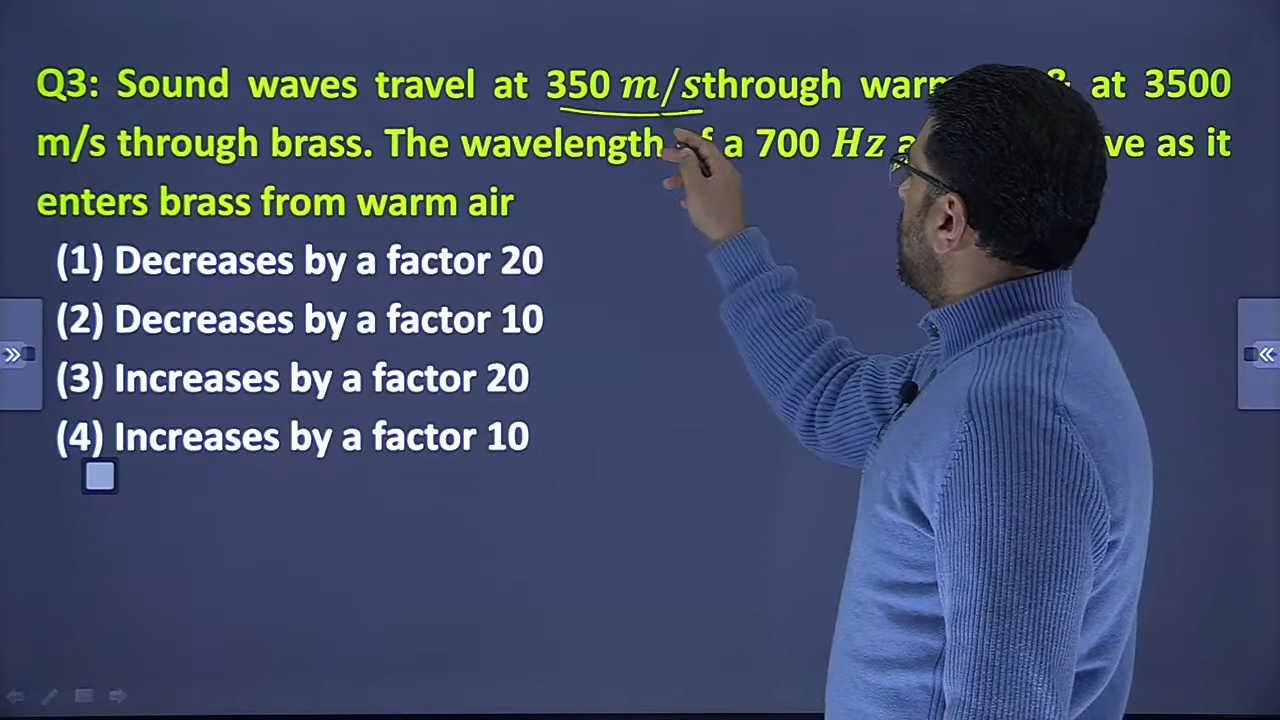 Q3: Sound waves travel at 350 m/s through warm & at 3500
m/s through brass. The wavelength of a 700 Hz as it
enters brass from warm air
(1) Decreases by a factor 20
(2) Decreases by a factor 10
(3) Increases by a factor 20
(4) Increases by a factor 10